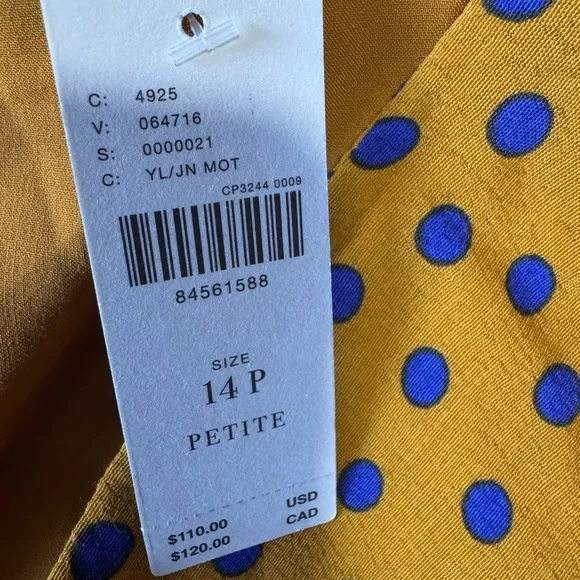 C: 4925
V: 064716
S: 0000021
C: YL/JN MOT
CP3244 0009
84561588
SIZE
14 P
PETITE
$110.00 USD
$120.00 CAD